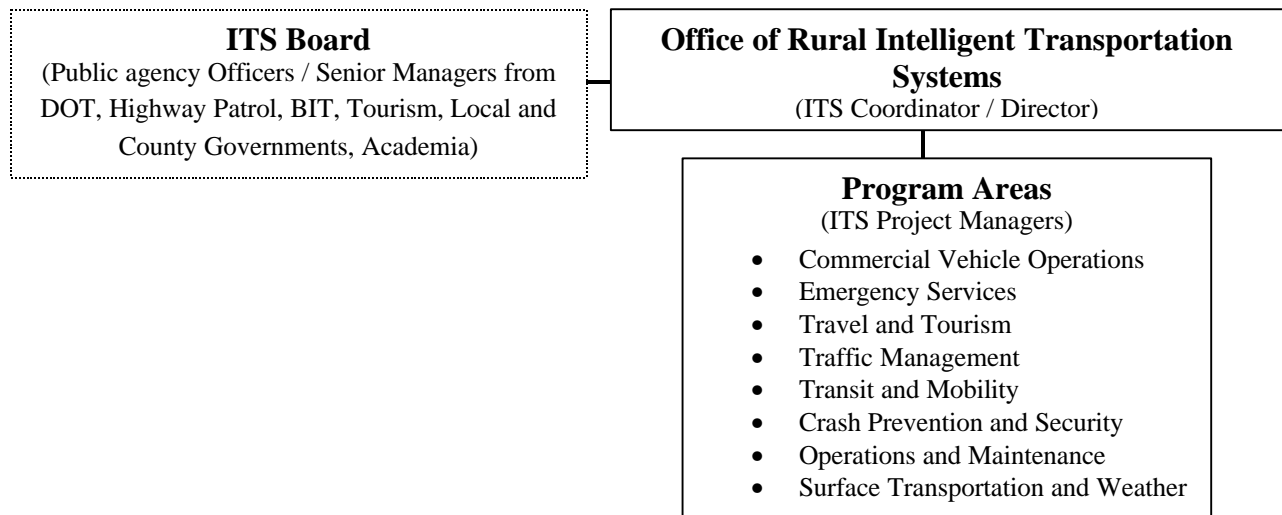 ITS Board
(Public agency Officers / Senior Managers from
DOT, Highway Patrol, BIT, Tourism, Local and
County Governments, Academia)
Office of Rural Intelligent Transportation
Systems
(ITS Coordinator / Director)
Program Areas
(ITS Project Managers)
• Commercial Vehicle Operations
• Emergency Services
• Travel and Tourism
• Traffic Management
• Transit and Mobility
• Crash Prevention and Security
• Operations and Maintenance
• Surface Transportation and Weather